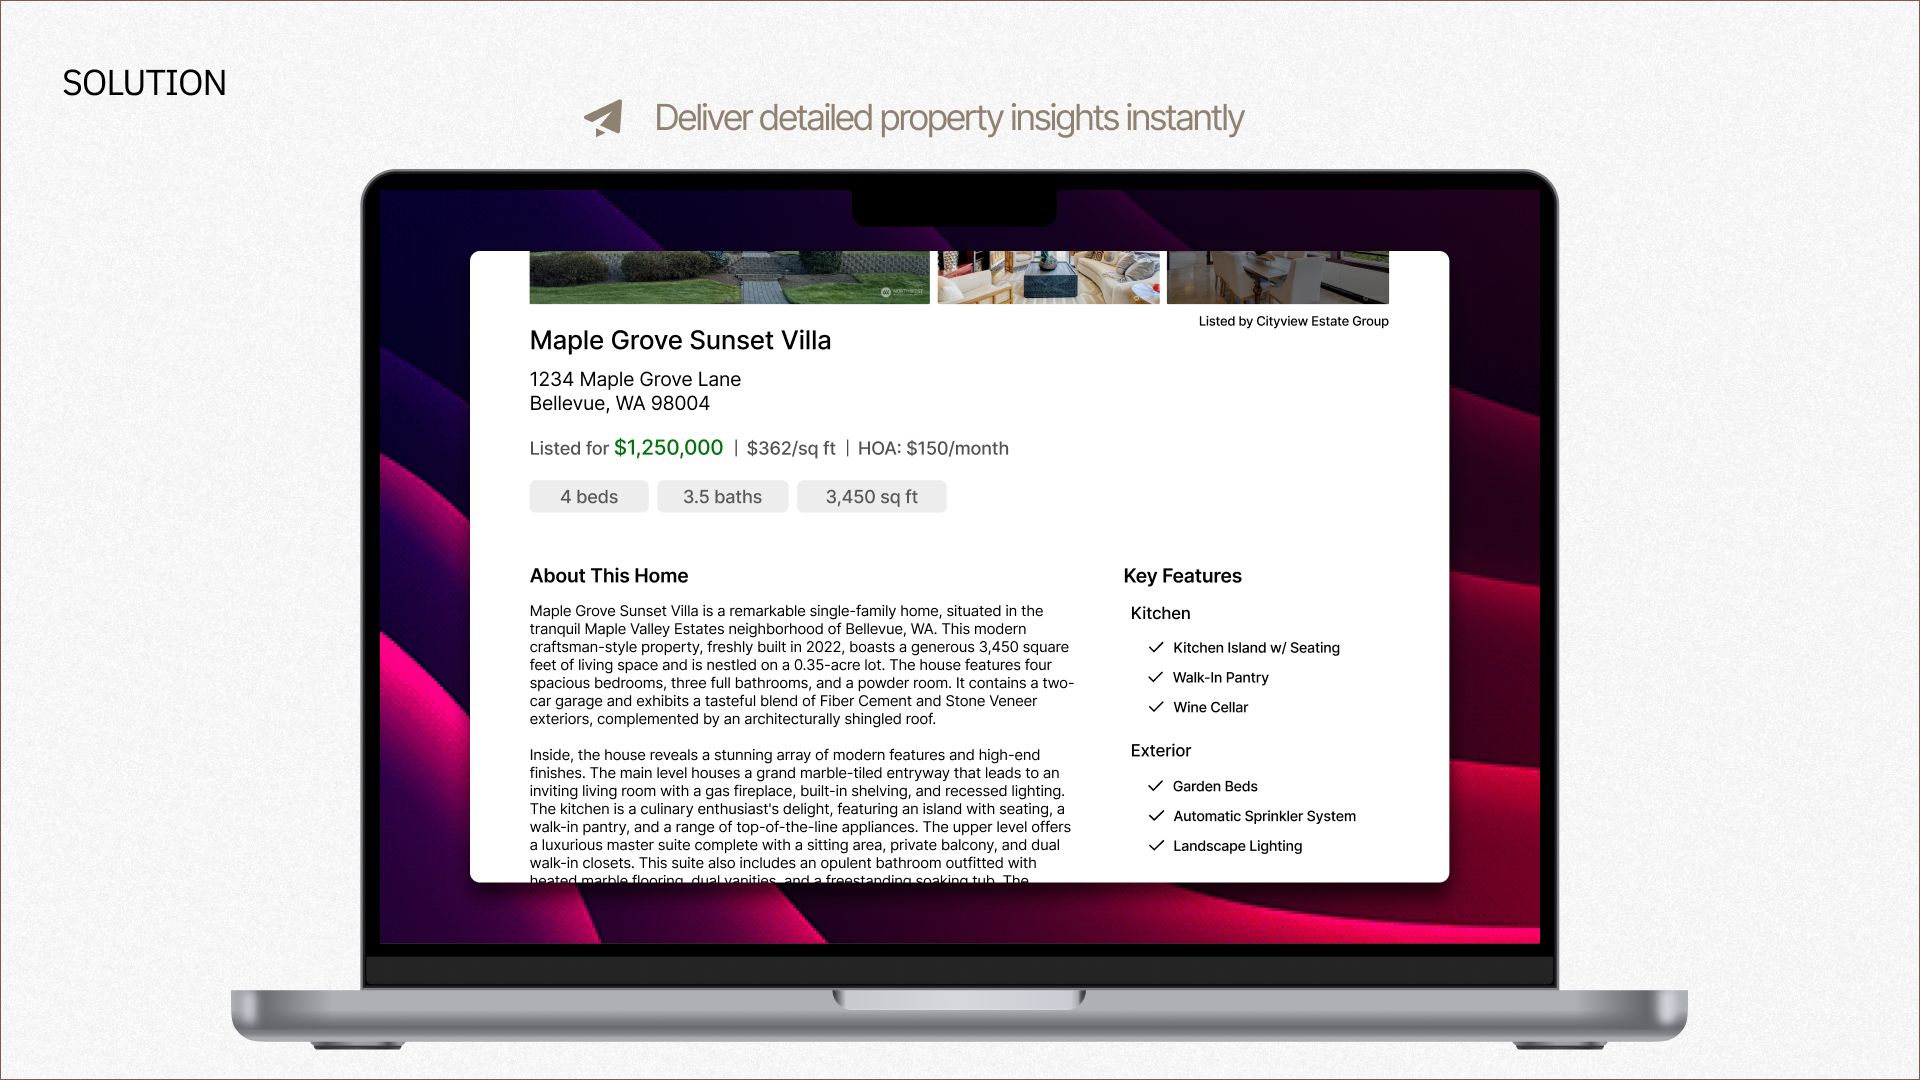 SOLUTION
Deliver detailed property insights instantly
Listed by Cityview Estate Group
Maple Grove Sunset Villa
1234 Maple Grove Lane
Bellevue, WA 98004
Listed for $1,250,000 | $362/sq ft | HOA: $150/month
4 beds 3.5 baths 3,450 sq ft
About This Home
Maple Grove Sunset Villa is a remarkable single-family home, situated in the
tranquil Maple Valley Estates neighborhood of Bellevue, WA. This modern
craftsman-style property, freshly built in 2022, boasts a generous 3,450 square
feet of living space and is nestled on a 0.35-acre lot. The house features four
spacious bedrooms, three full bathrooms, and a powder room. It contains a two-
car garage and exhibits a tasteful blend of Fiber Cement and Stone Veneer
exteriors, complemented by an architecturally shingled roof.
Inside, the house reveals a stunning array of modern features and high-end
finishes. The main level houses a grand marble-tiled entryway that leads to an
inviting living room with a gas fireplace, built-in shelving, and recessed lighting.
The kitchen is a culinary enthusiast's delight, featuring an island with seating, a
walk-in pantry, and a range of top-of-the-line appliances. The upper level offers
a luxurious master suite complete with a sitting area, private balcony, and dual
walk-in closets. This suite also includes an opulent bathroom outfitted with
heated marble flooring, dual vanities, and a freestanding soaking tub. The
Key Features
Kitchen
Kitchen Island w/ Seating
Walk-In Pantry
Wine Cellar
Exterior
Garden Beds
Automatic Sprinkler System
Landscape Lighting